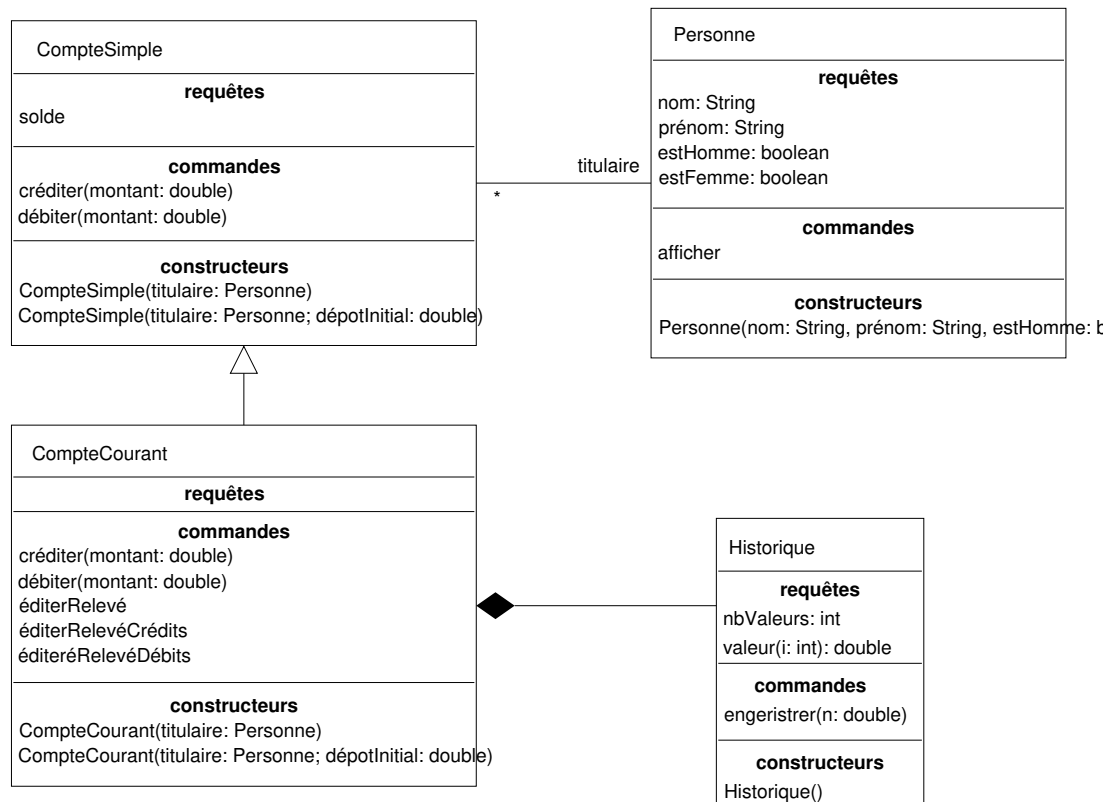 CompteSimple
requêtes
solde
commandes
créditer(montant: double)
débiter(montant: double)
constructeurs
CompteSimple(titulaire: Personne)
CompteSimple(titulaire: Personne; dépotInitial: double)
titulaire
*
Personne
requêtes
nom: String
prénom: String
estHomme: boolean
estFemme: boolean
commandes
afficher
constructeurs
Personne(nom: String, prénom: String, estHomme: b
CompteCourant
requêtes
commandes
créditer(montant: double)
débiter(montant: double)
éditerRelevé
éditerRelevéCrédits
éditeréRelevéDébits
constructeurs
CompteCourant(titulaire: Personne)
CompteCourant(titulaire: Personne; dépotInitial: double)
Historique
requêtes
nbValeurs: int
valeur(i: int): double
commandes
engeristrer(n: double)
constructeurs
Historique()